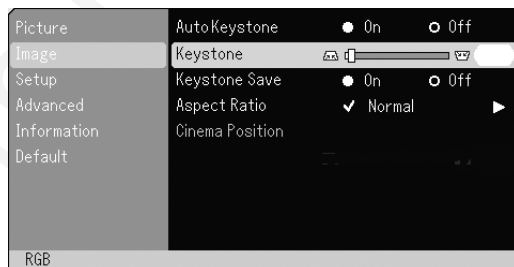 Picture
Image
Setup
Advanced
Information
Default
Auto Keystone On Off
Keystone
Keystone Save On Off
Aspect Ratio Normal
Cinema Position
RGB